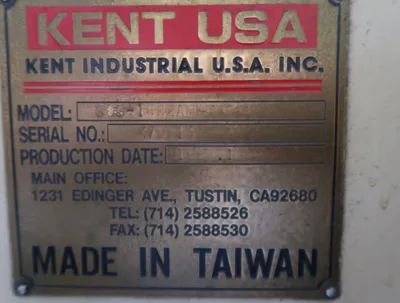 KENT USA
KENT INDUSTRIAL U.S.A. INC.
MODEL:
SERIAL NO.:
PRODUCTION DATE:
MAIN OFFICE:
1231 EDINGER AVE., TUSTIN, CA92680
TEL: (714) 2588526
FAX: (714) 2588530
MADE IN TAIWAN